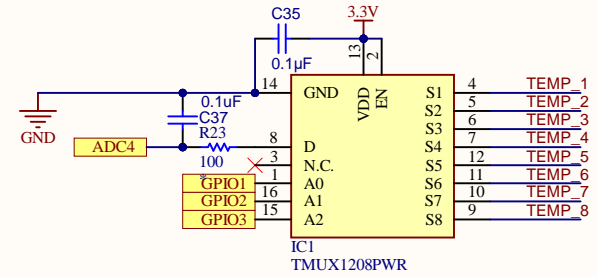 C35
3.3V
0.1µF
13
2
14 GND VDD EN S1 4 TEMP_1
S2 5 TEMP_2
0.1uF
C37
S3 6 TEMP_3
GND
R23
ADC4 8 D S4 7 TEMP_4
100
3 N.C. S5 12 TEMP_5
*
GPIO1 1 A0 S6 11 TEMP_6
GPIO2 16 A1 S7 10 TEMP_7
GPIO3 15 A2 S8 9 TEMP_8
IC1
TMUX1208PWR